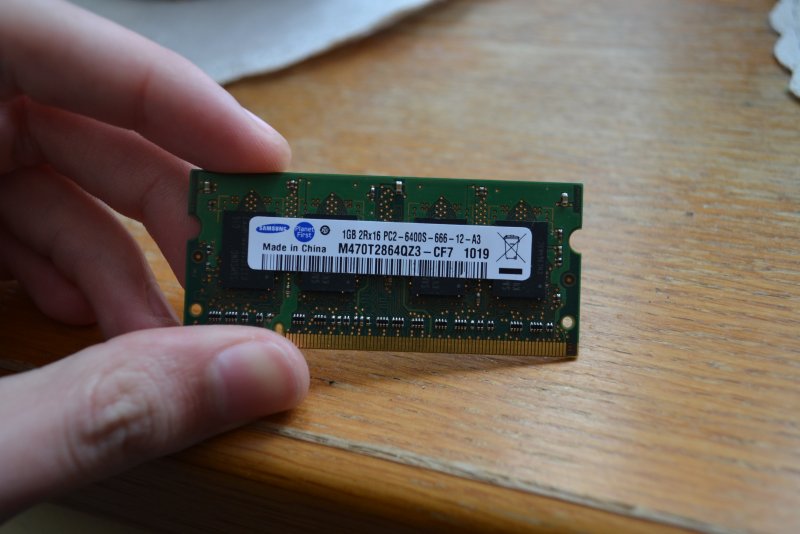 SAMSUNG Planet First 1GB 2Rx16 PC2-6400S-666-12-A3
Made in China M470T2864QZ3-CF7 1019